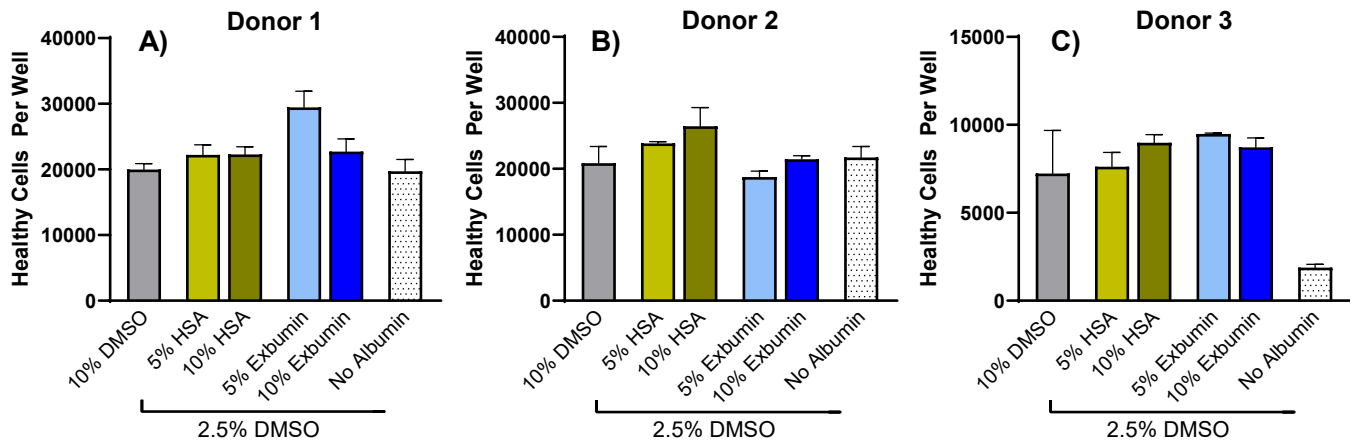 Donor 1
A)
Healthy Cells Per Well
40000
30000
20000
10000
0
10% DMSO
5% HSA
10% HSA
5% Exbumin
10% Exbumin
No Albumin
2.5% DMSO
Donor 2
B)
Healthy Cells Per Well
40000
30000
20000
10000
0
10% DMSO
5% HSA
10% HSA
5% Exbumin
10% Exbumin
No Albumin
2.5% DMSO
Donor 3
C)
Healthy Cells Per Well
15000
10000
5000
0
10% DMSO
5% HSA
10% HSA
5% Exbumin
10% Exbumin
No Albumin
2.5% DMSO